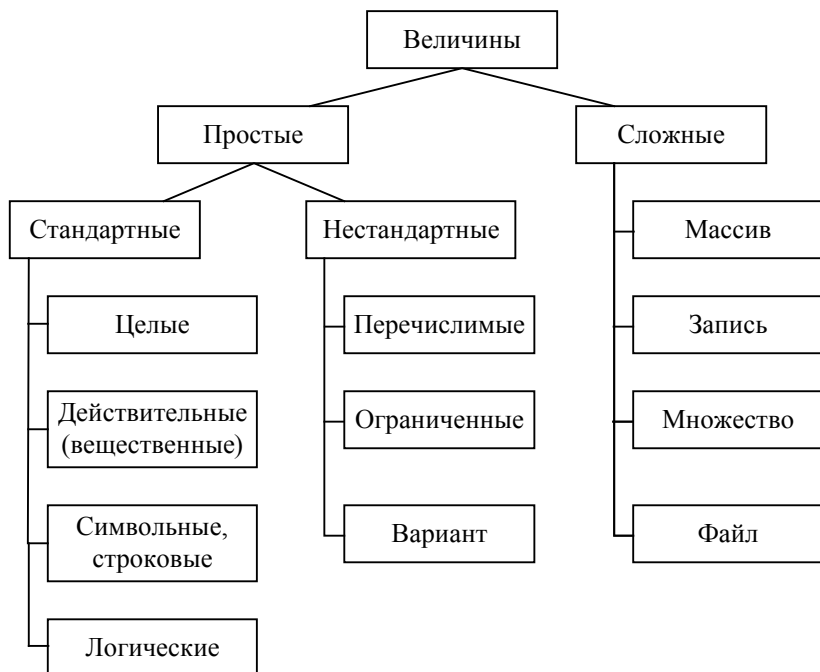 Величины
Простые
Сложные
Стандартные
Нестандартные
Массив
Целые
Перечислимые
Запись
Действительные
(вещественные)
Ограниченные
Множество
Символьные,
строковые
Вариант
Файл
Логические